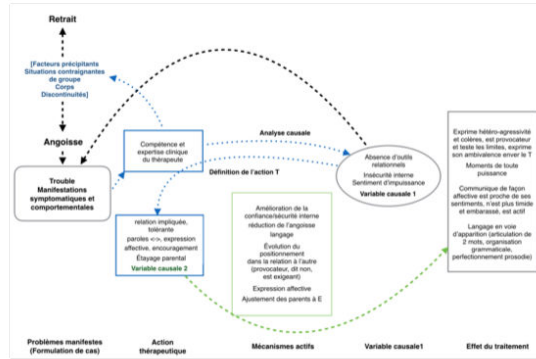 Retrait
[Facteurs précipitants
Situations contraignantes
de groupe
Corps
Discontinuités]
Angoisse
Trouble
Manifestations
symptomatiques et
comportementales
Compétence et
expertise clinique
du thérapeute
Analyse causale
Définition de l'action T
Absence d'outils
relationnels
Insécurité interne
Sentiment d'impuissance
Variable causale 1
relation impliquée,
tolérante
paroles <->, expression
affective, encouragement
Étayage parental
Variable causale 2
Amélioration de la
confiance/sécurité interne
réduction de l'angoisse
langage
Évolution du
positionnement
dans la relation à l'autre
(provocateur, dit non,
est exigeant)
Expression affective
Ajustement des parents à E
Exprime hétéro-agressivité
et colères, est provocateur
et teste les limites, exprime
son ambivalence enver le T
Moments de toute
puissance
Communique de façon
affective est proche de ses
sentiments, n'est plus timide
et embarassé, est actif
Langage en voie
d'apparition (articulation de
2 mots, organisation
grammaticale,
perfectionnement prosodie)
Problèmes manifestes
(Formulation de cas)
Action
thérapeutique
Mécanismes actifs
Variable causale1
Effet du traitement